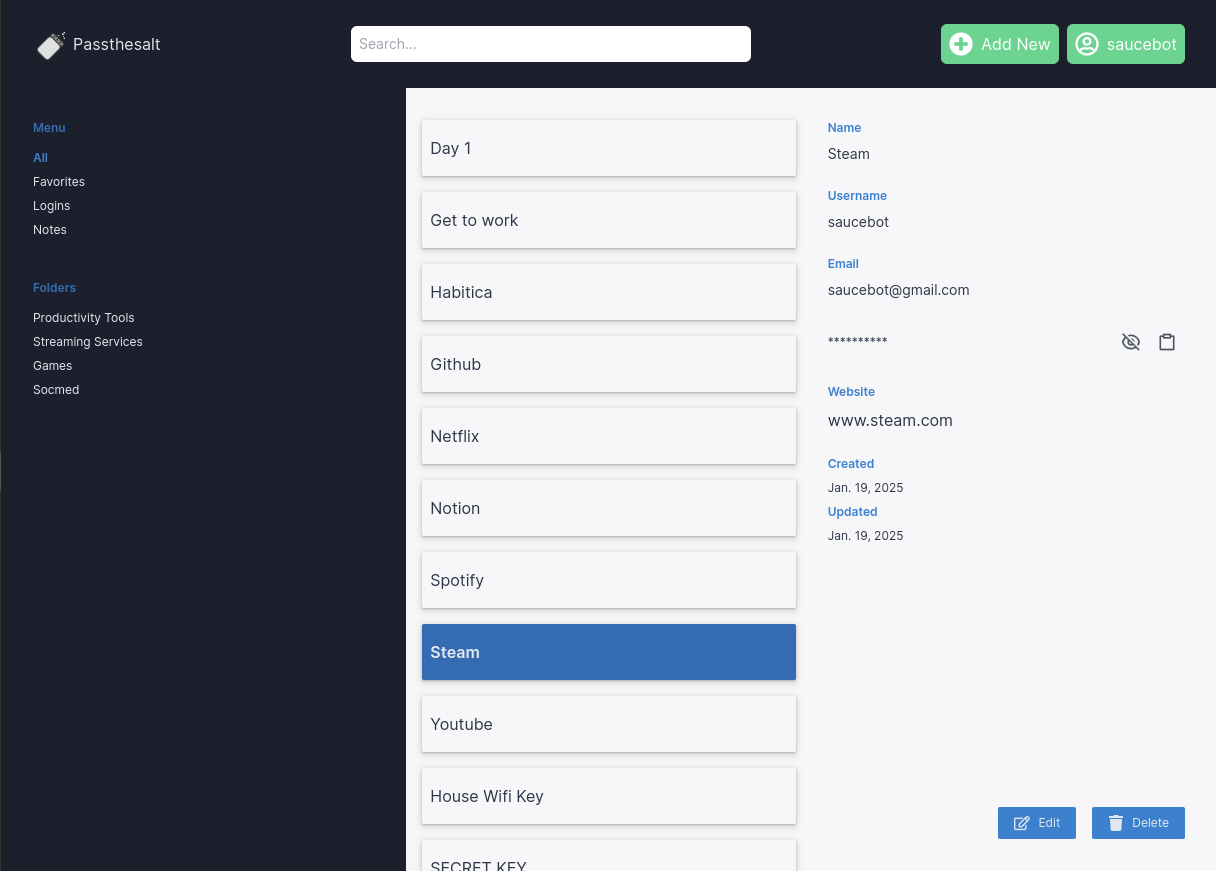 Passthesalt
Search...
Add New
saucebot
Menu
All
Favorites
Logins
Notes
Folders
Productivity Tools
Streaming Services
Games
Socmed
Day 1
Get to work
Habitica
Github
Netflix
Notion
Spotify
Steam
Youtube
House Wifi Key
SECRET KEY
Name
Steam
Username
saucebot
Email
saucebot@gmail.com
**********
Website
www.steam.com
Created
Jan. 19, 2025
Updated
Jan. 19, 2025
Edit
Delete